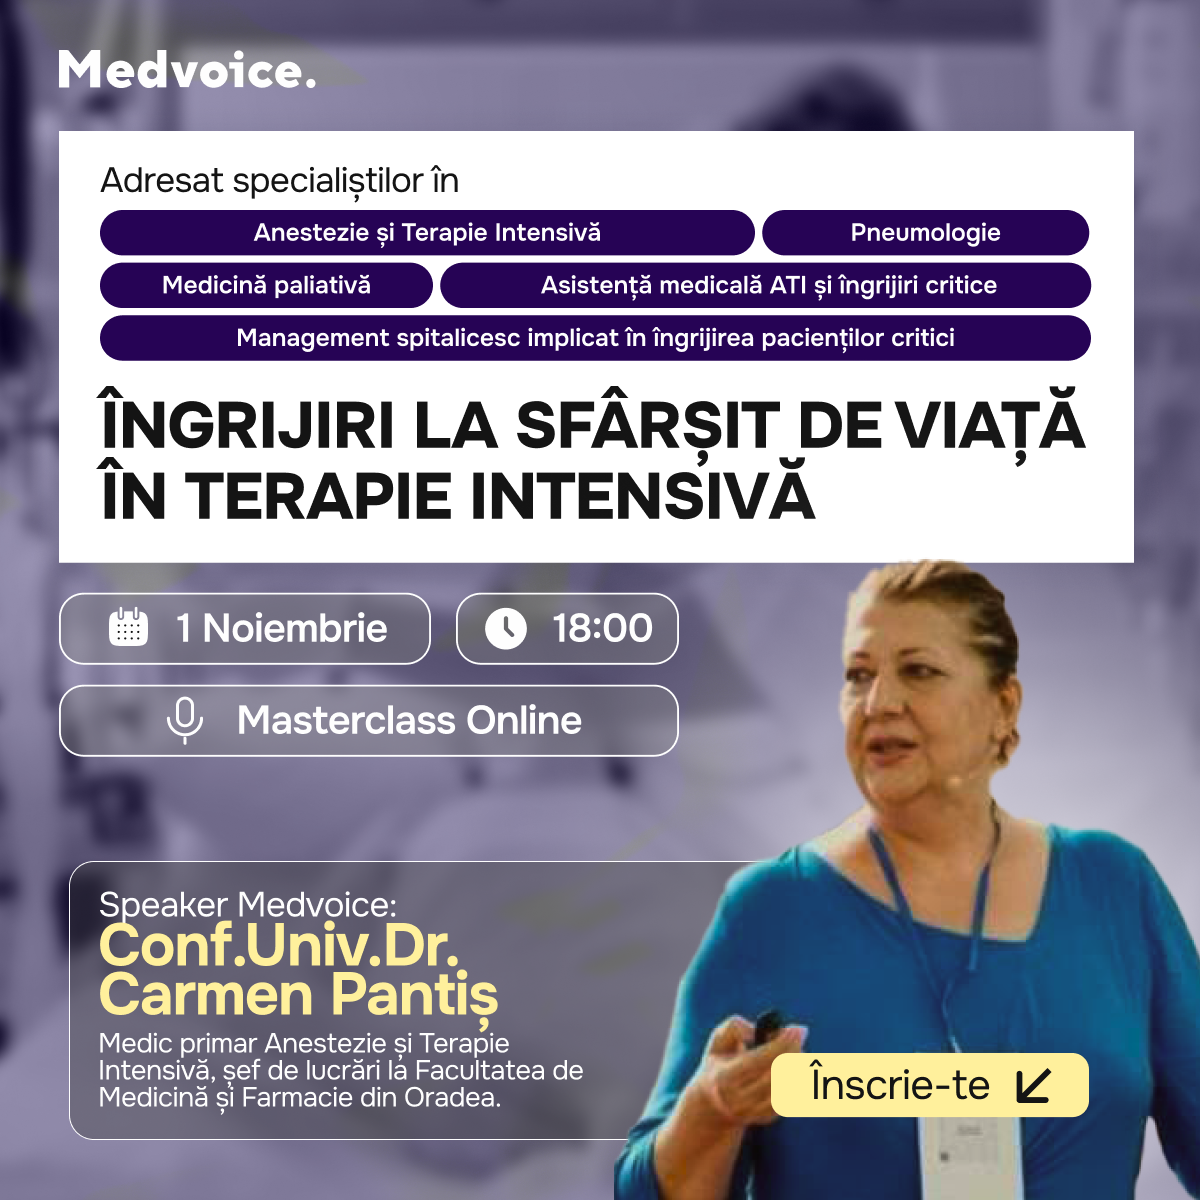 Medvoice.
Adresat specialiștilor în
Anestezie și Terapie Intensivă
Pneumologie
Medicină paliativă
Asistență medicală ATI și îngrijiri critice
Management spitalicesc implicat în îngrijirea pacienților critici
ÎNGRIJIRI LA SFÂRȘIT DE VIAȚĂ
ÎN TERAPIE INTENSIVĂ
1 Noiembrie
18:00
Masterclass Online
Speaker Medvoice:
Conf.Univ.Dr.
Carmen Pantiș
Medic primar Anestezie și Terapie
Intensivă, șef de lucrări la Facultatea de
Medicină și Farmacie din Oradea.
Înscrie-te